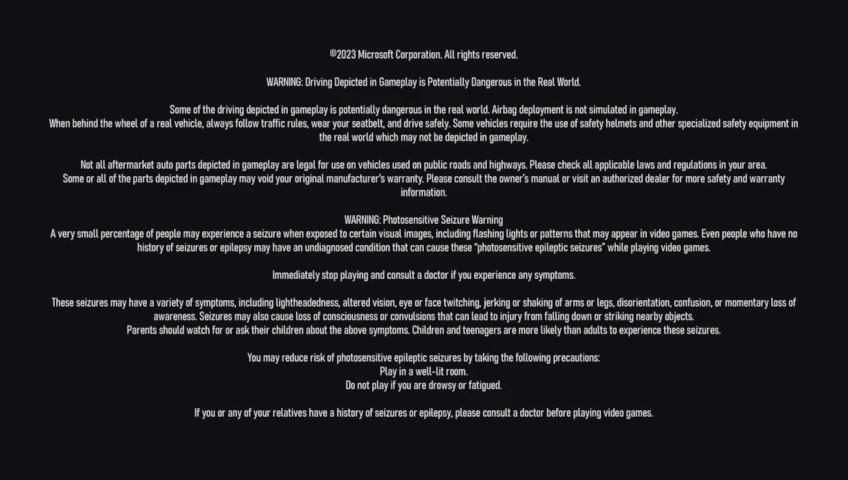 ©2023 Microsoft Corporation. All rights reserved.
WARNING: Driving Depicted in Gameplay is Potentially Dangerous in the Real World.
Some of the driving depicted in gameplay is potentially dangerous in the real world. Airbag deployment is not simulated in gameplay.
When behind the wheel of a real vehicle, always follow traffic rules, wear your seatbelt, and drive safely. Some vehicles require the use of safety helmets and other specialized safety equipment in
the real world which may not be depicted in gameplay.
Not all aftermarket auto parts depicted in gameplay are legal for use on vehicles used on public roads and highways. Please check all applicable laws and regulations in your area.
Some or all of the parts depicted in gameplay may void your original manufacturer's warranty. Please consult the owner's manual or visit an authorized dealer for more safety and warranty
information.
WARNING: Photosensitive Seizure Warning
A very small percentage of people may experience a seizure when exposed to certain visual images, including flashing lights or patterns that may appear in video games. Even people who have no
history of seizures or epilepsy may have an undiagnosed condition that can cause these "photosensitive epileptic seizures" while playing video games.
Immediately stop playing and consult a doctor if you experience any symptoms.
These seizures may have a variety of symptoms, including lightheadedness, altered vision, eye or face twitching, jerking or shaking of arms or legs, disorientation, confusion, or momentary loss of
awareness. Seizures may also cause loss of consciousness or convulsions that can lead to injury from falling down or striking nearby objects.
Parents should watch for or ask their children about the above symptoms. Children and teenagers are more likely than adults to experience these seizures.
You may reduce risk of photosensitive epileptic seizures by taking the following precautions:
Play in a well-lit room.
Do not play if you are drowsy or fatigued.
If you or any of your relatives have a history of seizures or epilepsy, please consult a doctor before playing video games.